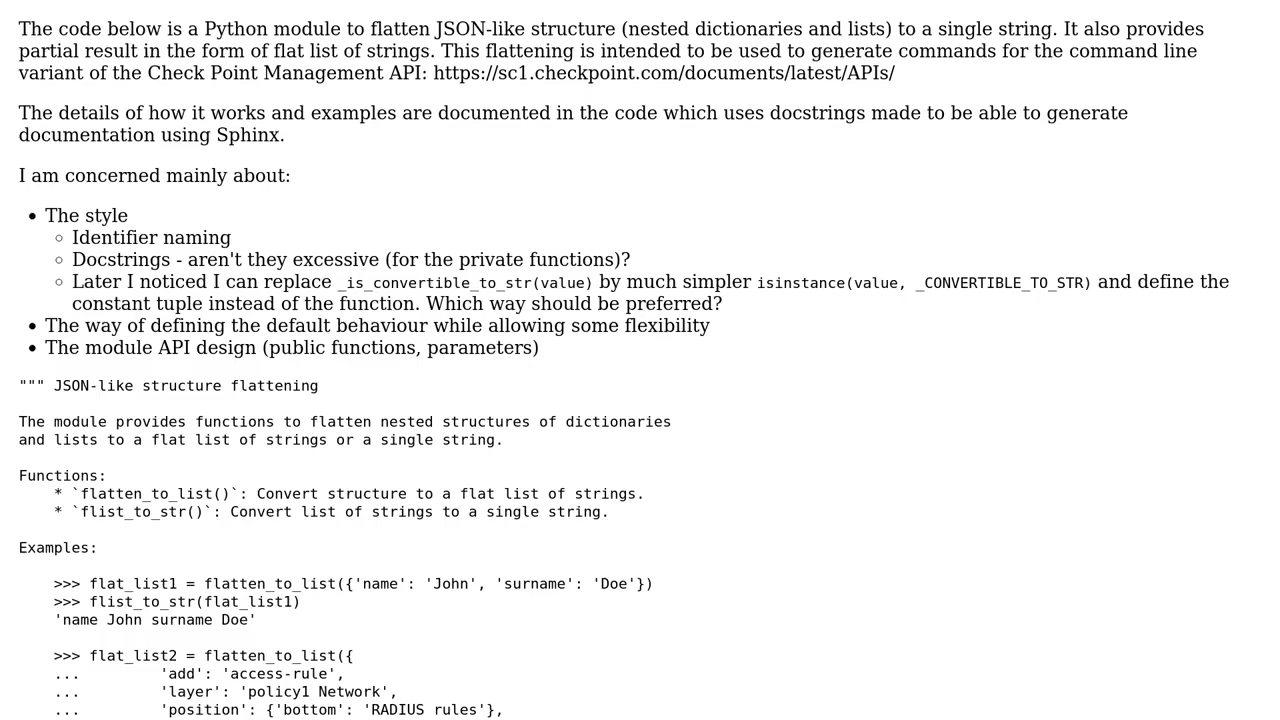 The code below is a Python module to flatten JSON-like structure (nested dictionaries and lists) to a single string. It also provides
partial result in the form of flat list of strings. This flattening is intended to be used to generate commands for the command line
variant of the Check Point Management API: https://sc1.checkpoint.com/documents/latest/APIs/
The details of how it works and examples are documented in the code which uses docstrings made to be able to generate
documentation using Sphinx.
I am concerned mainly about:
• The style
◦ Identifier naming
◦ Docstrings - aren't they excessive (for the private functions)?
◦ Later I noticed I can replace _is_convertible_to_str(value) by much simpler isinstance(value, _CONVERTIBLE_TO_STR) and define the
constant tuple instead of the function. Which way should be preferred?
• The way of defining the default behaviour while allowing some flexibility
• The module API design (public functions, parameters)
""" JSON-like structure flattening
The module provides functions to flatten nested structures of dictionaries
and lists to a flat list of strings or a single string.
Functions:
    * `flatten_to_list()`: Convert structure to a flat list of strings.
    * `flist_to_str()`: Convert list of strings to a single string.
Examples:
    >>> flat_list1 = flatten_to_list({'name': 'John', 'surname': 'Doe'})
    >>> flist_to_str(flat_list1)
    'name John surname Doe'
    >>> flat_list2 = flatten_to_list({
    ...         'add': 'access-rule',
    ...         'layer': 'policy1 Network',
    ...         'position': {'bottom': 'RADIUS rules'},